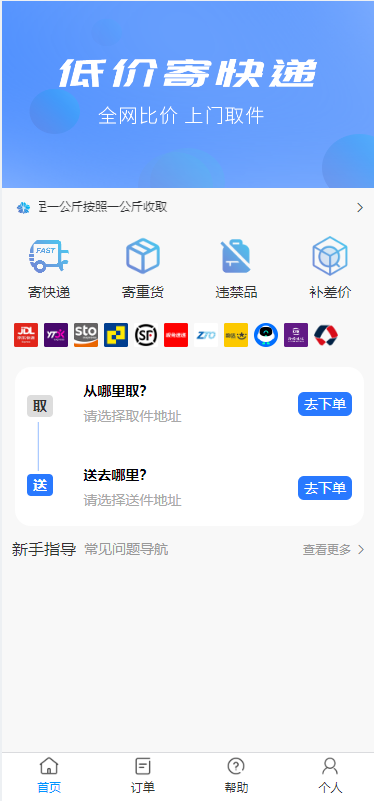 低价寄快递
全网比价 上门取件
一公斤按照一公斤收取
FAST
寄快递 寄重货 违禁品 补差价
JDL sto SF ZTO
从哪里取?
取 请选择取件地址 去下单
送去哪里?
送 请选择送件地址 去下单
新手指导 常见问题导航 查看更多
首页 订单 帮助 个人